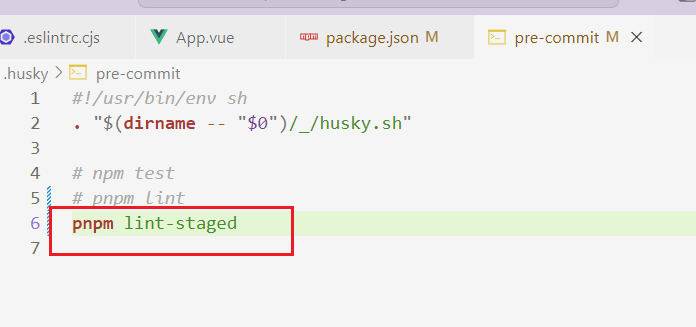 .eslintrc.cjs App.vue package.json M pre-commit M
.husky > pre-commit
1 #!/usr/bin/env sh
2 . "$(dirname -- "$0")/_/husky.sh"
3
4 # npm test
5 # pnpm lint
6 pnpm lint-staged
7